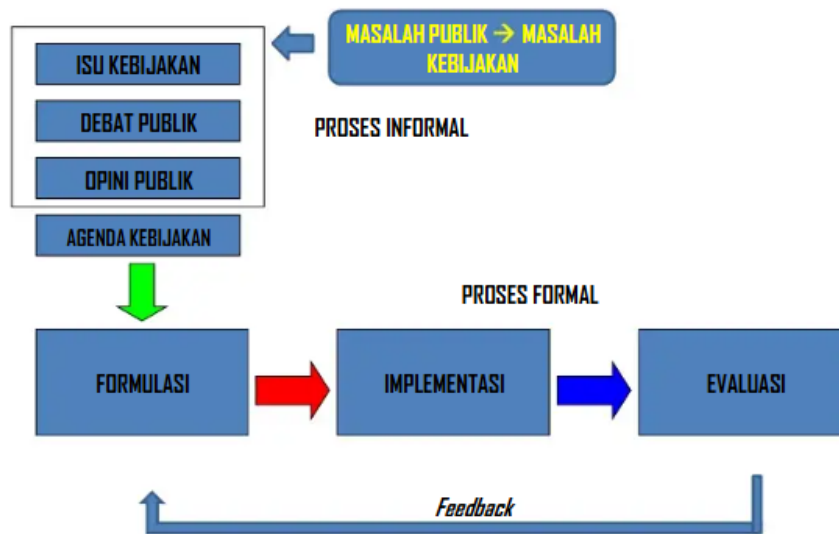 MASALAH PUBLIK → MASALAH
KEBIJAKAN
ISU KEBIJAKAN
DEBAT PUBLIK
PROSES INFORMAL
OPINI PUBLIK
AGENDA KEBIJAKAN
PROSES FORMAL
FORMULASI
IMPLEMENTASI
EVALUASI
Feedback